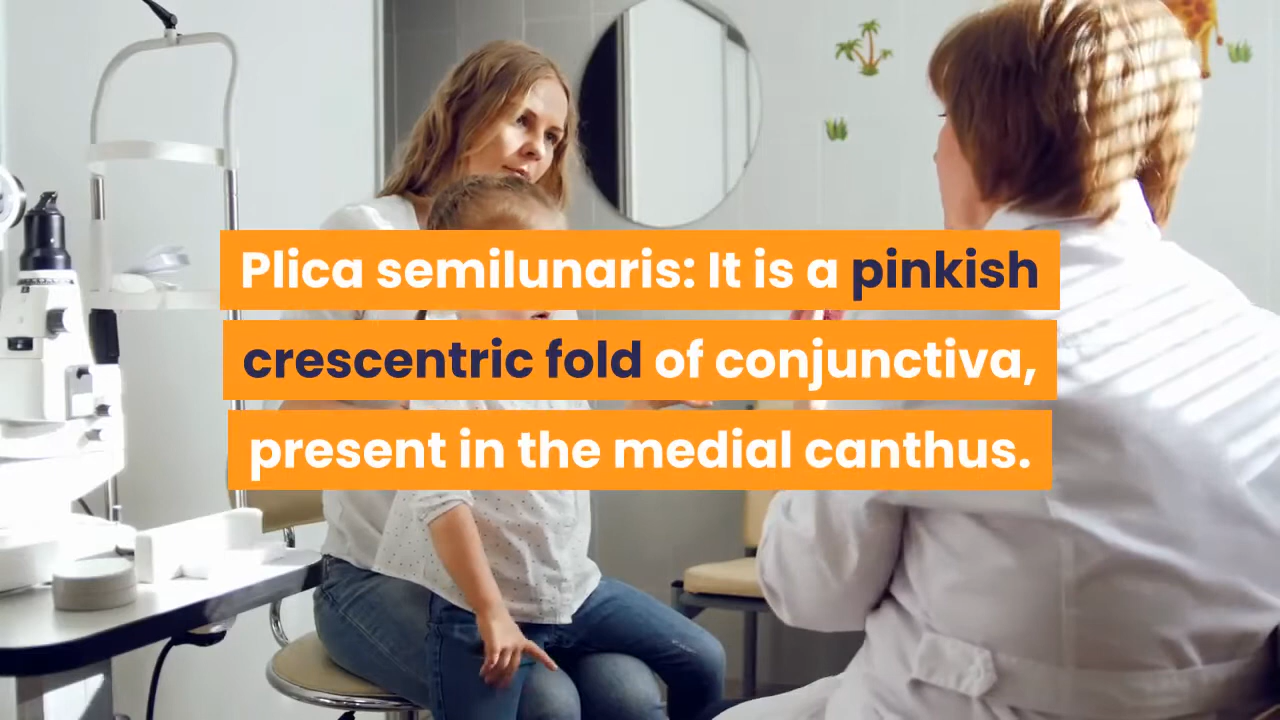 Plica semilunaris: It is a pinkish
crescentric fold of conjunctiva,
present in the medial canthus.